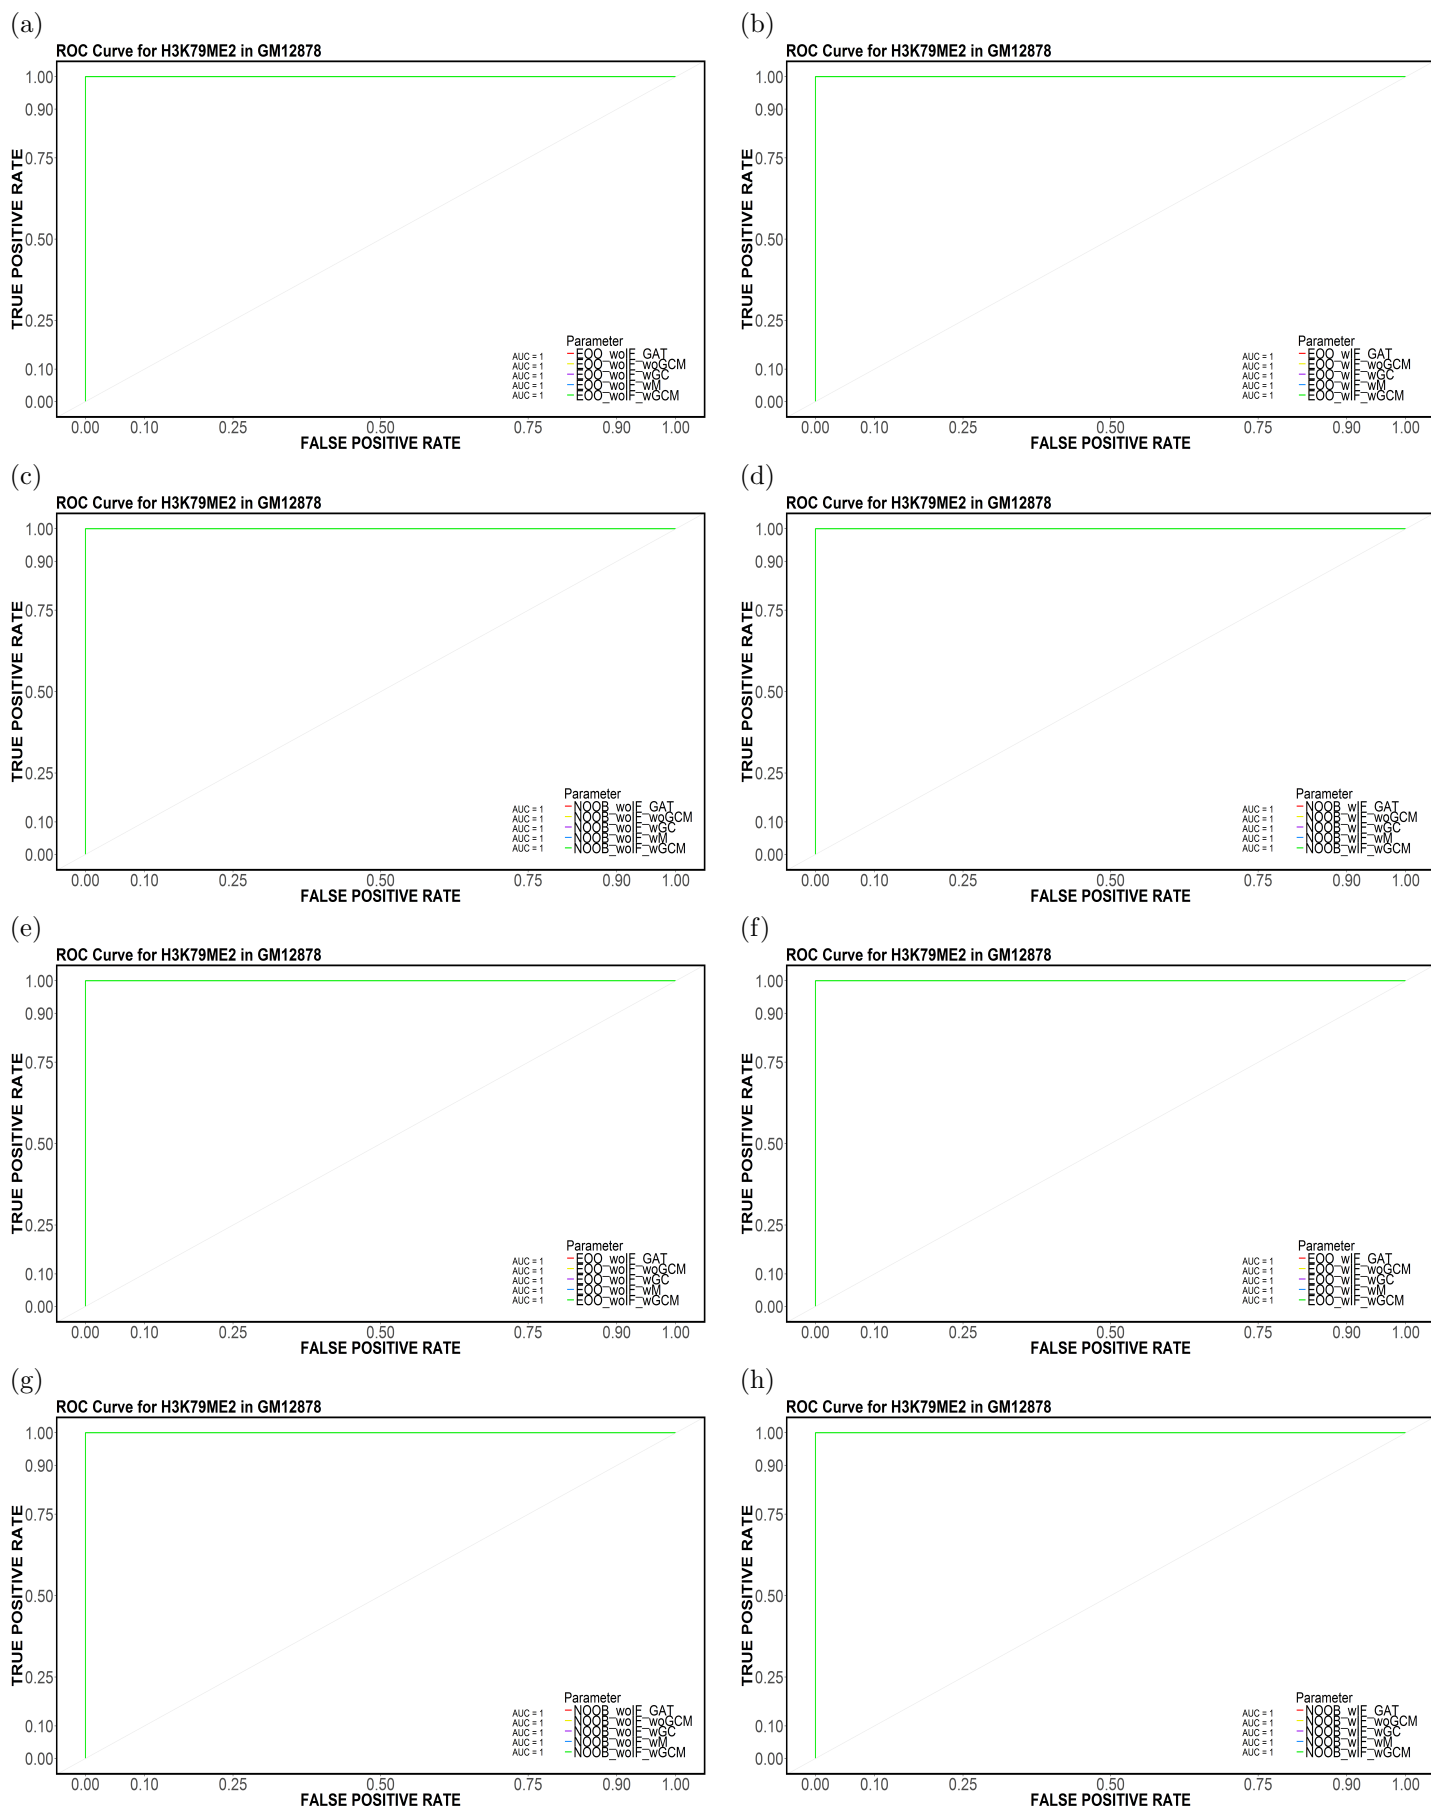 (a)
ROC Curve for H3K79ME2 in GM12878
TRUE POSITIVE RATE
1.00
0.90
0.75
0.50
0.25
0.10
0.00
Parameter
AUC = 1 EOO_woIF_GAT
AUC = 1 EOO_woIF_woGCM
AUC = 1 EOO_woIF_wGC
AUC = 1 EOO_woIF_wM
AUC = 1 EOO_woIF_wGCM
0.00 0.10 0.25 0.50 0.75 0.90 1.00
FALSE POSITIVE RATE
(b)
ROC Curve for H3K79ME2 in GM12878
TRUE POSITIVE RATE
1.00
0.90
0.75
0.50
0.25
0.10
0.00
Parameter
AUC = 1 EOO_wIF_GAT
AUC = 1 EOO_wIF_woGCM
AUC = 1 EOO_wIF_wGC
AUC = 1 EOO_wIF_wM
AUC = 1 EOO_wIF_wGCM
0.00 0.10 0.25 0.50 0.75 0.90 1.00
FALSE POSITIVE RATE
(c)
ROC Curve for H3K79ME2 in GM12878
TRUE POSITIVE RATE
1.00
0.90
0.75
0.50
0.25
0.10
0.00
Parameter
AUC = 1 NOOB_woIF_GAT
AUC = 1 NOOB_woIF_woGCM
AUC = 1 NOOB_woIF_wGC
AUC = 1 NOOB_woIF_wM
AUC = 1 NOOB_woIF_wGCM
0.00 0.10 0.25 0.50 0.75 0.90 1.00
FALSE POSITIVE RATE
(d)
ROC Curve for H3K79ME2 in GM12878
TRUE POSITIVE RATE
1.00
0.90
0.75
0.50
0.25
0.10
0.00
Parameter
AUC = 1 NOOB_wIF_GAT
AUC = 1 NOOB_wIF_woGCM
AUC = 1 NOOB_wIF_wGC
AUC = 1 NOOB_wIF_wM
AUC = 1 NOOB_wIF_wGCM
0.00 0.10 0.25 0.50 0.75 0.90 1.00
FALSE POSITIVE RATE
(e)
ROC Curve for H3K79ME2 in GM12878
TRUE POSITIVE RATE
1.00
0.90
0.75
0.50
0.25
0.10
0.00
Parameter
AUC = 1 EOO_woIF_GAT
AUC = 1 EOO_woIF_woGCM
AUC = 1 EOO_woIF_wGC
AUC = 1 EOO_woIF_wM
AUC = 1 EOO_woIF_wGCM
0.00 0.10 0.25 0.50 0.75 0.90 1.00
FALSE POSITIVE RATE
(f)
ROC Curve for H3K79ME2 in GM12878
TRUE POSITIVE RATE
1.00
0.90
0.75
0.50
0.25
0.10
0.00
Parameter
AUC = 1 EOO_wIF_GAT
AUC = 1 EOO_wIF_woGCM
AUC = 1 EOO_wIF_wGC
AUC = 1 EOO_wIF_wM
AUC = 1 EOO_wIF_wGCM
0.00 0.10 0.25 0.50 0.75 0.90 1.00
FALSE POSITIVE RATE
(g)
ROC Curve for H3K79ME2 in GM12878
TRUE POSITIVE RATE
1.00
0.90
0.75
0.50
0.25
0.10
0.00
Parameter
AUC = 1 NOOB_woIF_GAT
AUC = 1 NOOB_woIF_woGCM
AUC = 1 NOOB_woIF_wGC
AUC = 1 NOOB_woIF_wM
AUC = 1 NOOB_woIF_wGCM
0.00 0.10 0.25 0.50 0.75 0.90 1.00
FALSE POSITIVE RATE
(h)
ROC Curve for H3K79ME2 in GM12878
TRUE POSITIVE RATE
1.00
0.90
0.75
0.50
0.25
0.10
0.00
Parameter
AUC = 1 NOOB_wIF_GAT
AUC = 1 NOOB_wIF_woGCM
AUC = 1 NOOB_wIF_wGC
AUC = 1 NOOB_wIF_wM
AUC = 1 NOOB_wIF_wGCM
0.00 0.10 0.25 0.50 0.75 0.90 1.00
FALSE POSITIVE RATE